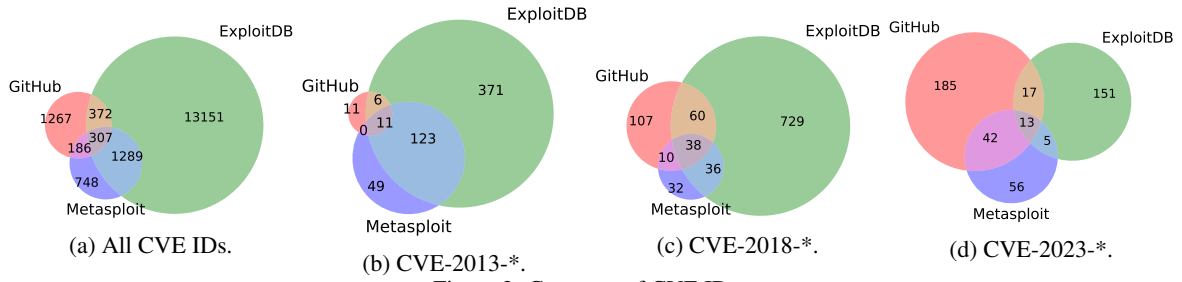 ExploitDB
GitHub
1267
372
13151
307
186
1289
748
Metasploit
(a) All CVE IDs.
ExploitDB
GitHub
11
6
371
11
0
123
49
Metasploit
(b) CVE-2013-*.
ExploitDB
GitHub
107
60
729
38
10
36
32
Metasploit
(c) CVE-2018-*.
GitHub
ExploitDB
185
17
151
13
42
5
56
Metasploit
(d) CVE-2023-*.